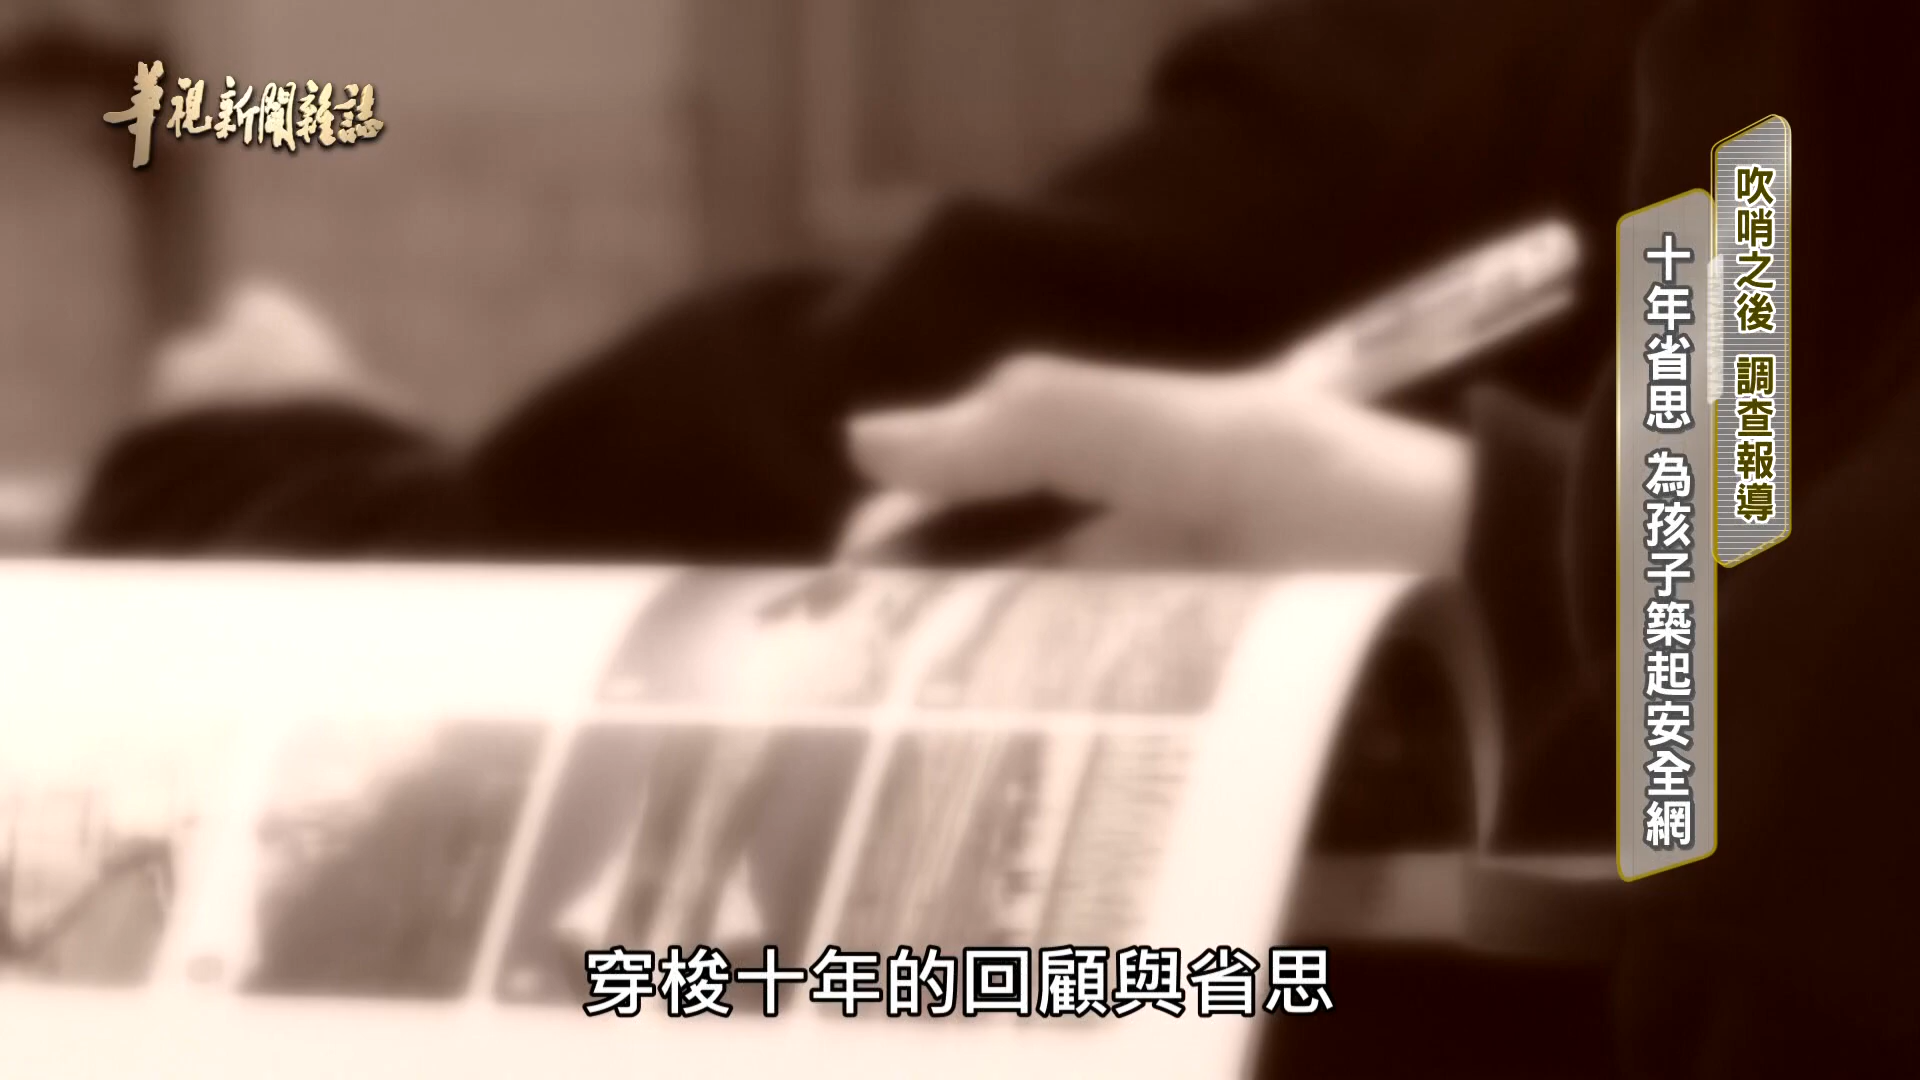 華視新聞雜誌
吹哨之後 調查報導
十年省思 為孩子築起安全網
穿梭十年的回顧與省思